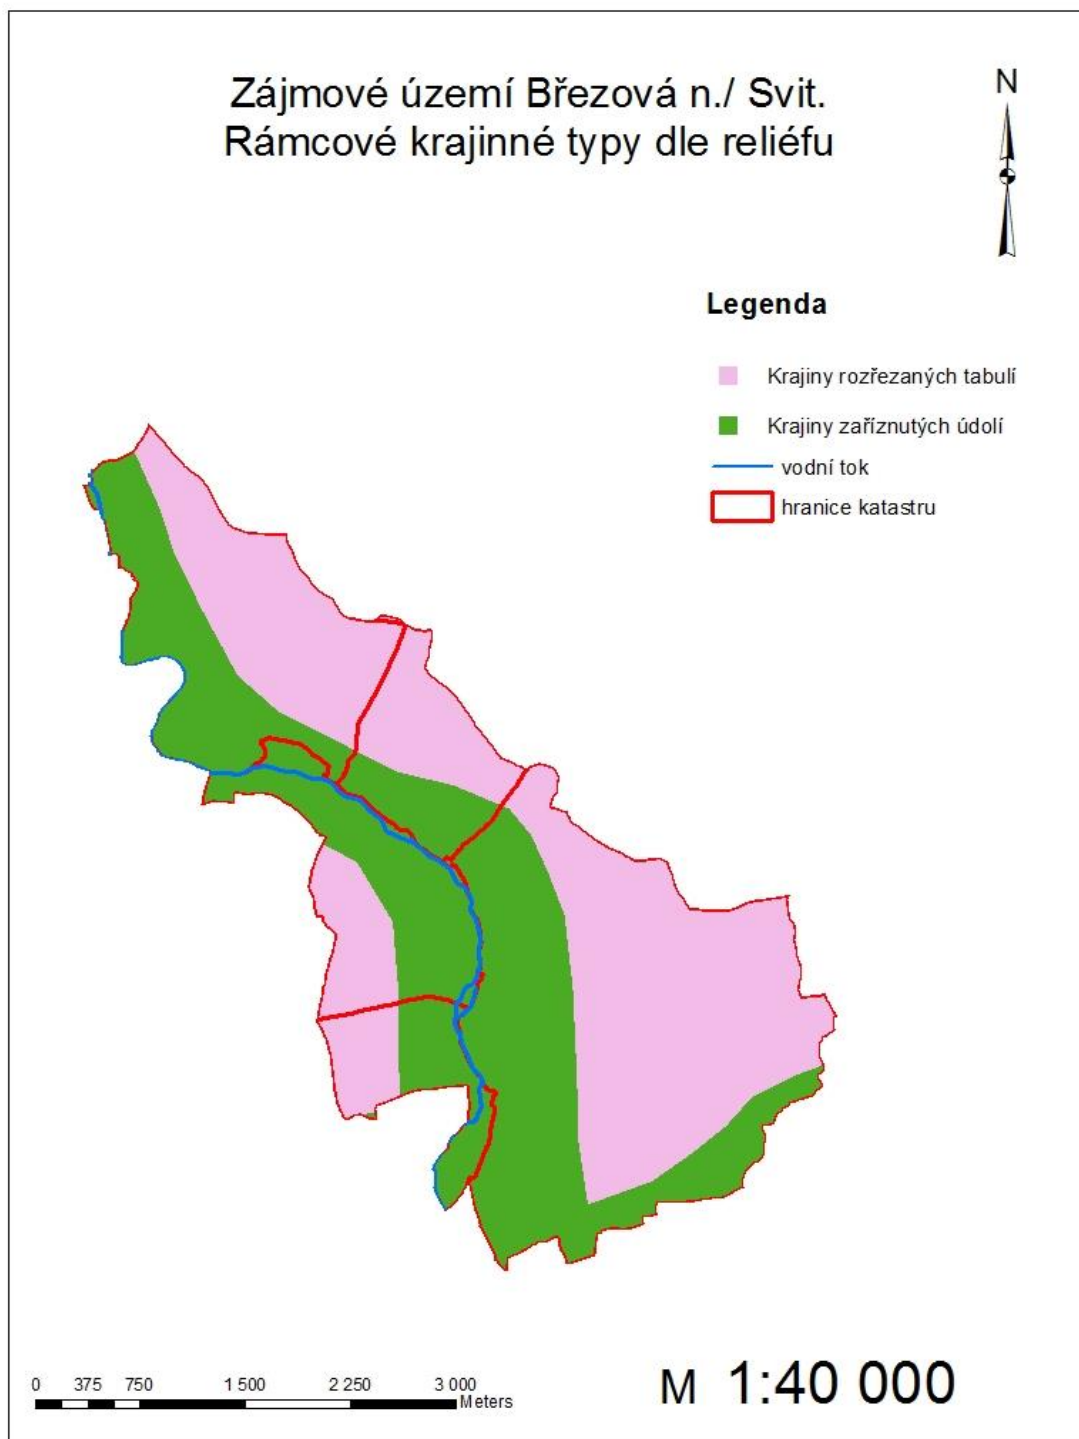 Zájmové území Březová n./ Svit.
Rámcové krajinné typy dle reliéfu
N
Legenda
Krajiny rozřezaných tabulí
Krajiny zaříznutých údolí
vodní tok
hranice katastru
0 375 750 1 500 2 250 3 000
Meters
M 1:40 000